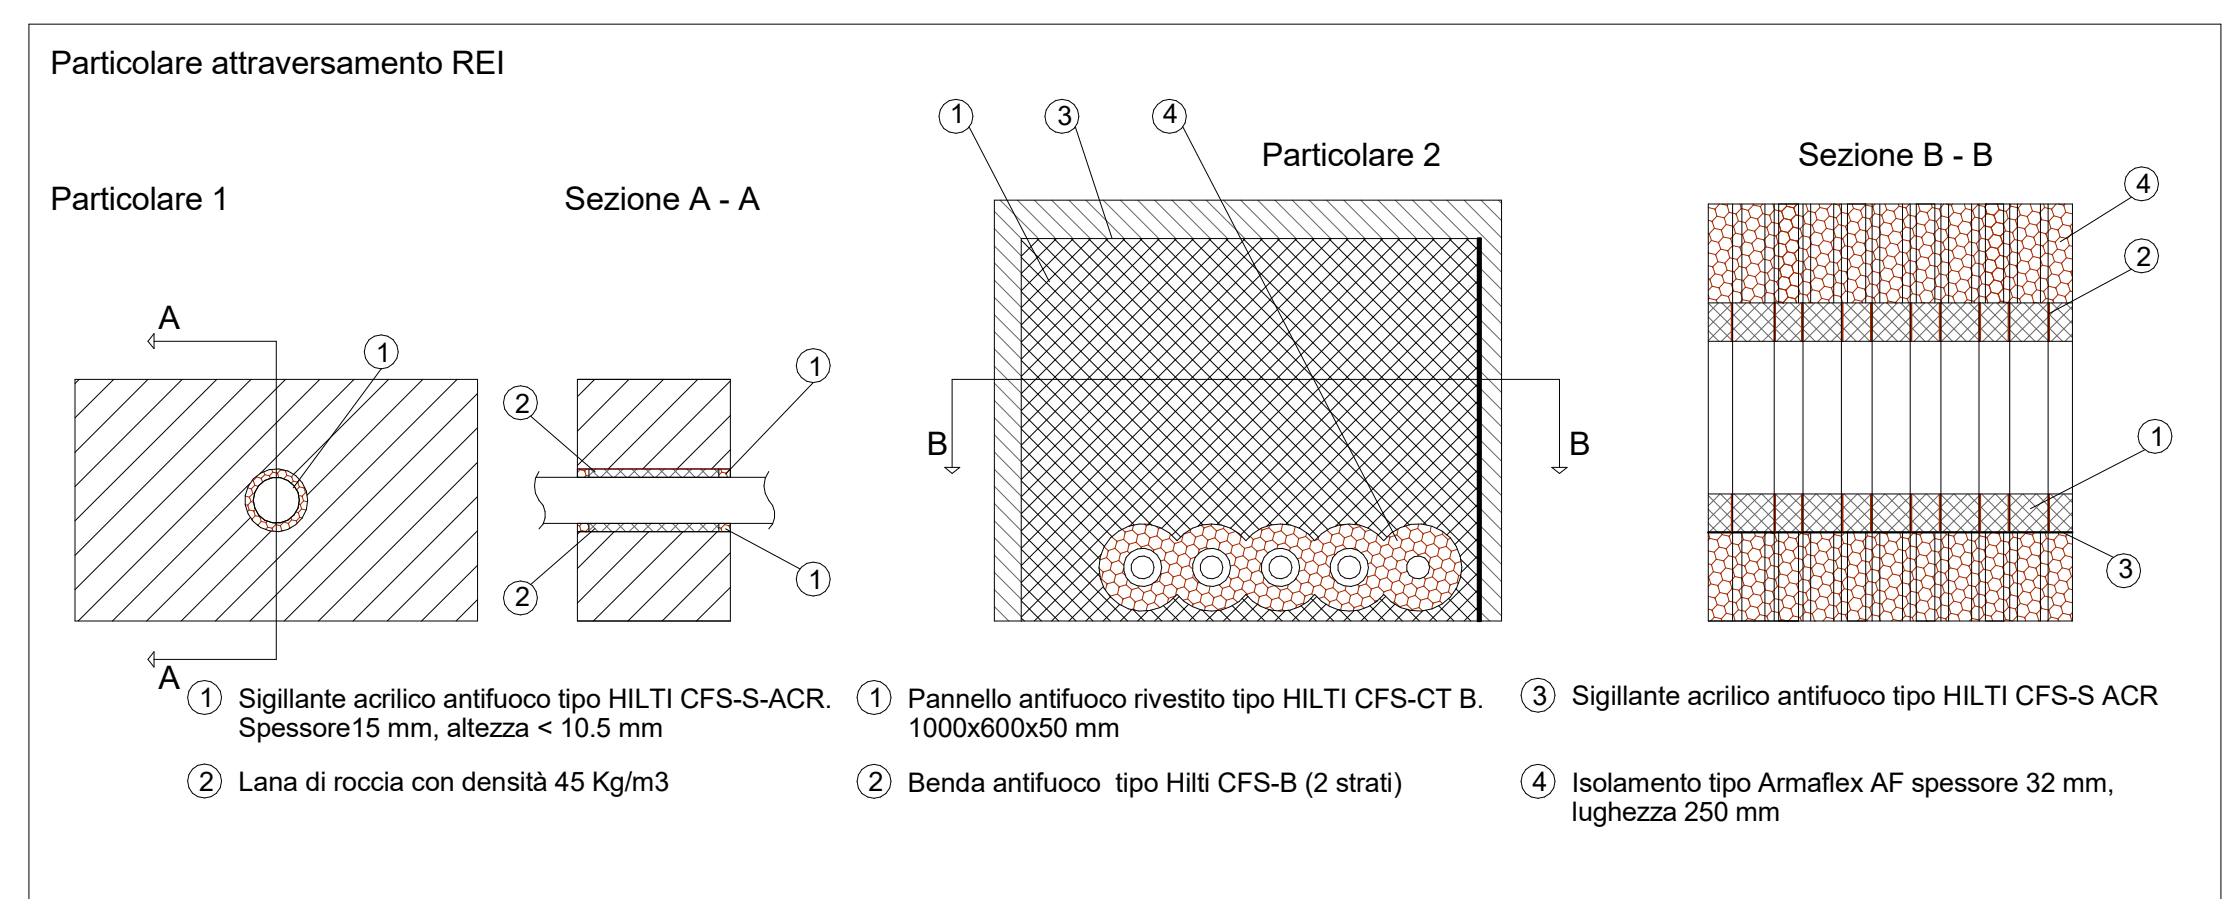 Particolare attraversamento REI
1
3
4
Particolare 2
Sezione B - B
4
Particolare 1
Sezione A - A
2
A
1
1
2
B
B
1
2
1
3
A
1 Sigillante acrilico antifuoco tipo HILTI CFS-S-ACR.
Spessore15 mm, altezza < 10.5 mm
2 Lana di roccia con densità 45 Kg/m3
1 Pannello antifuoco rivestito tipo HILTI CFS-CT B.
1000x600x50 mm
2 Benda antifuoco tipo Hilti CFS-B (2 strati)
3 Sigillante acrilico antifuoco tipo HILTI CFS-S ACR
4 Isolamento tipo Armaflex AF spessore 32 mm,
lughezza 250 mm